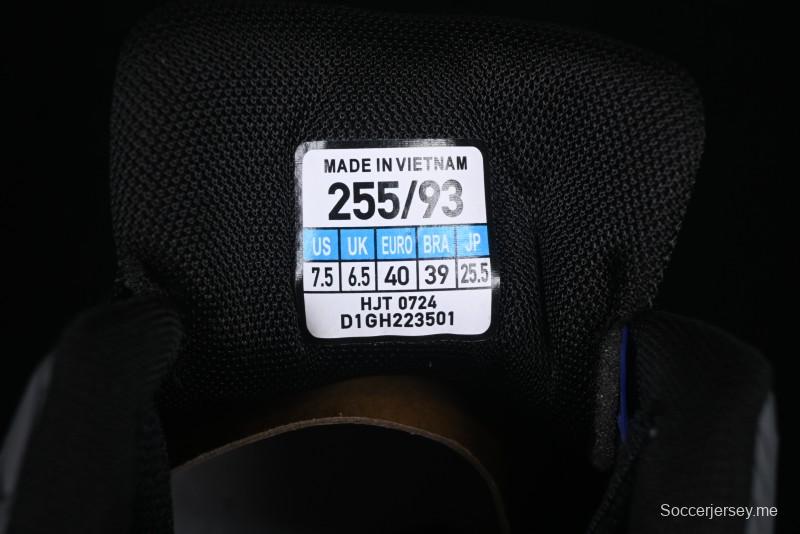 MADE IN VIETNAM
255/93
US UK EURO BRA JP
7.5 6.5 40 39 25.5
HJT 0724
D1GH223501
Soccerjersey.me